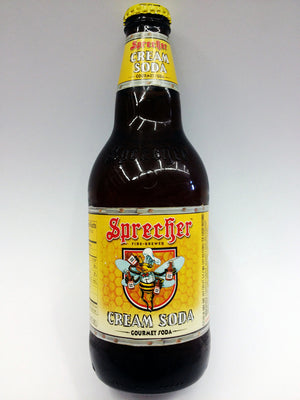 Sprecher
CREAM
SODA
GOURMET SODA
Sprecher
FIRE-BREWED
CREAM SODA
GOURMET SODA